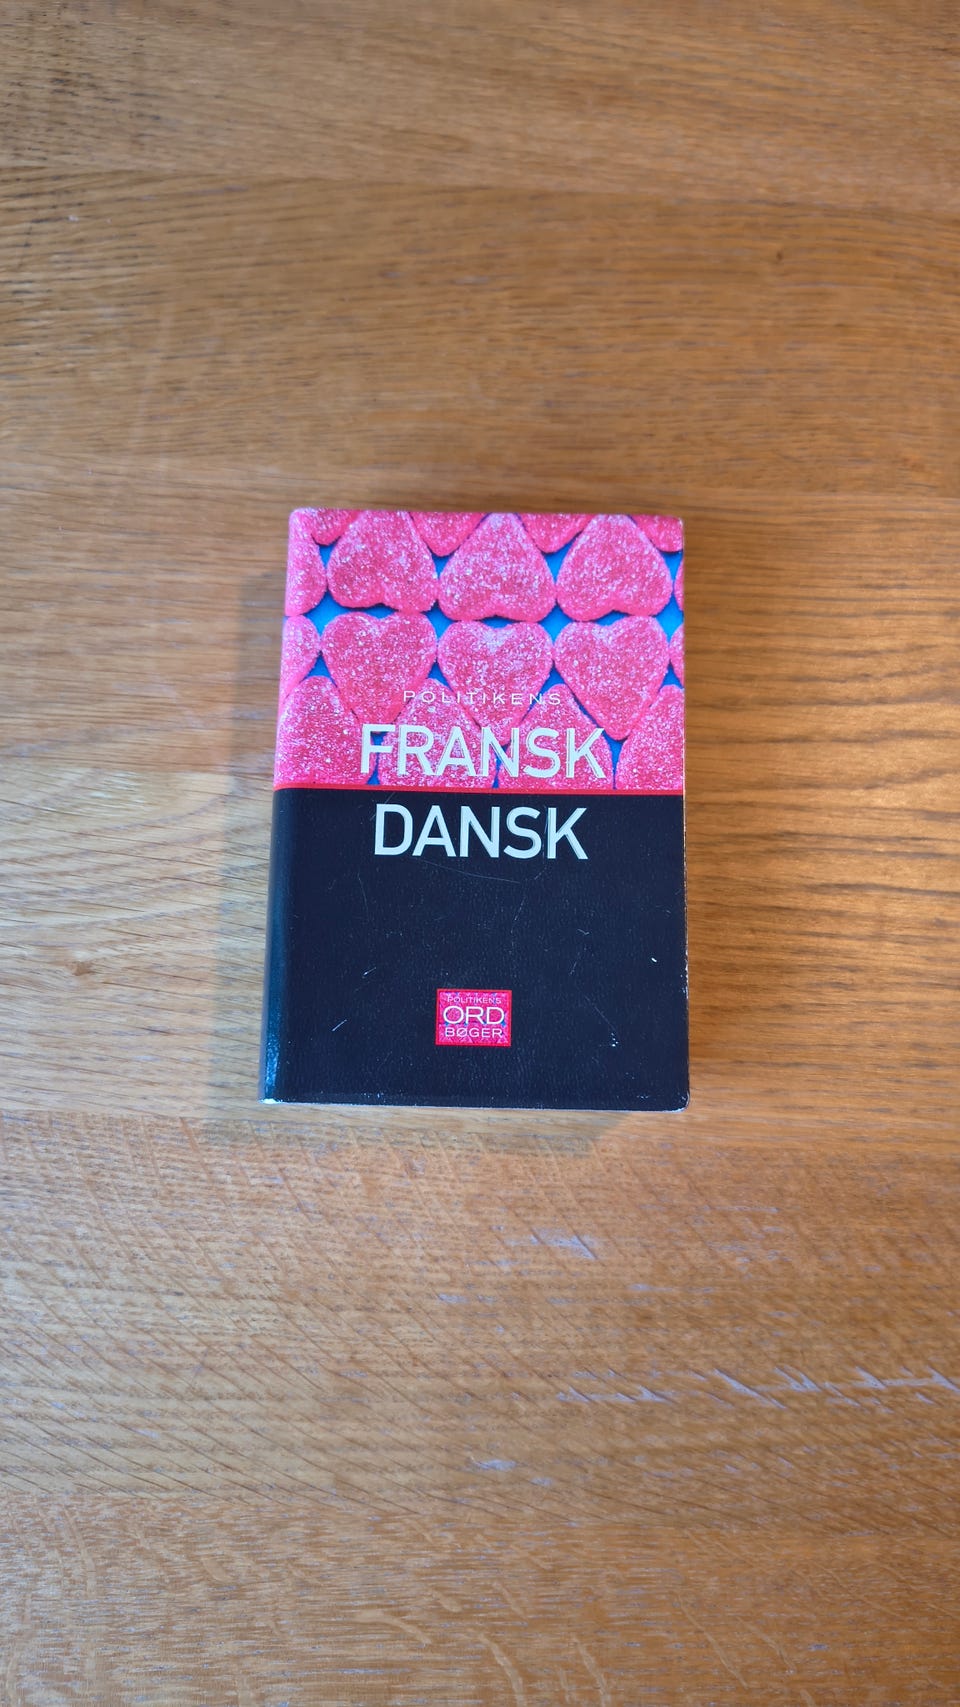 POLITIKENS
FRANSK
DANSK
POLITIKENS
ORD
BØGER